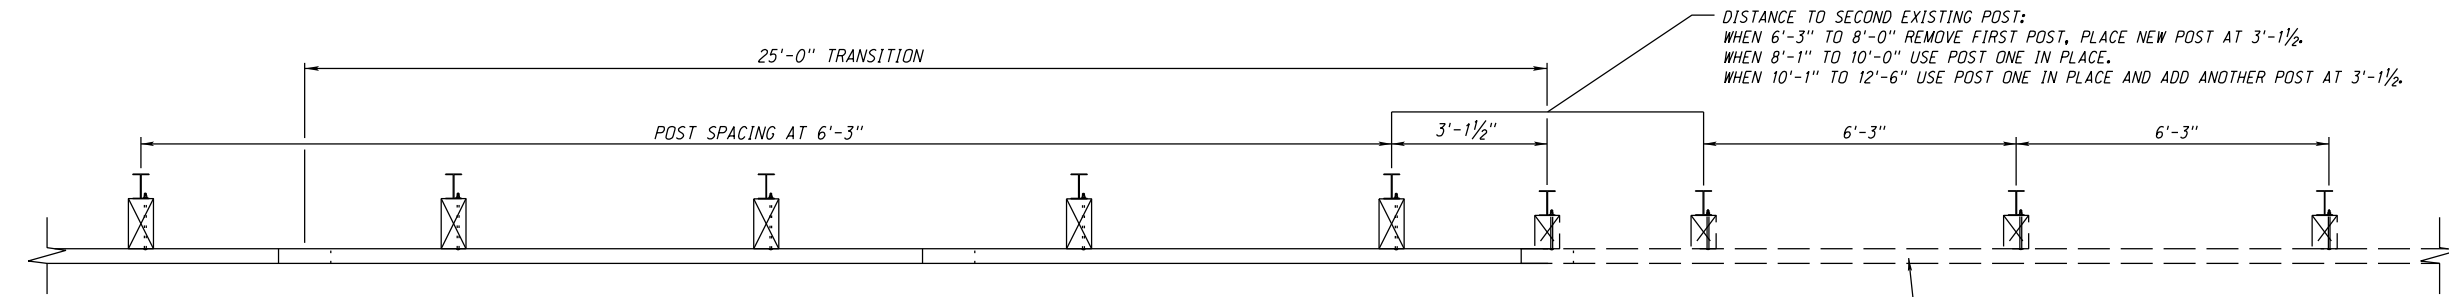 DISTANCE TO SECOND EXISTING POST:
WHEN 6'-3" TO 8'-0" REMOVE FIRST POST, PLACE NEW POST AT 3'-1½.
WHEN 8'-1" TO 10'-0" USE POST ONE IN PLACE.
WHEN 10'-1" TO 12'-6" USE POST ONE IN PLACE AND ADD ANOTHER POST AT 3'-1½.
25'-0" TRANSITION
POST SPACING AT 6'-3"
3'-1½"
6'-3"
6'-3"